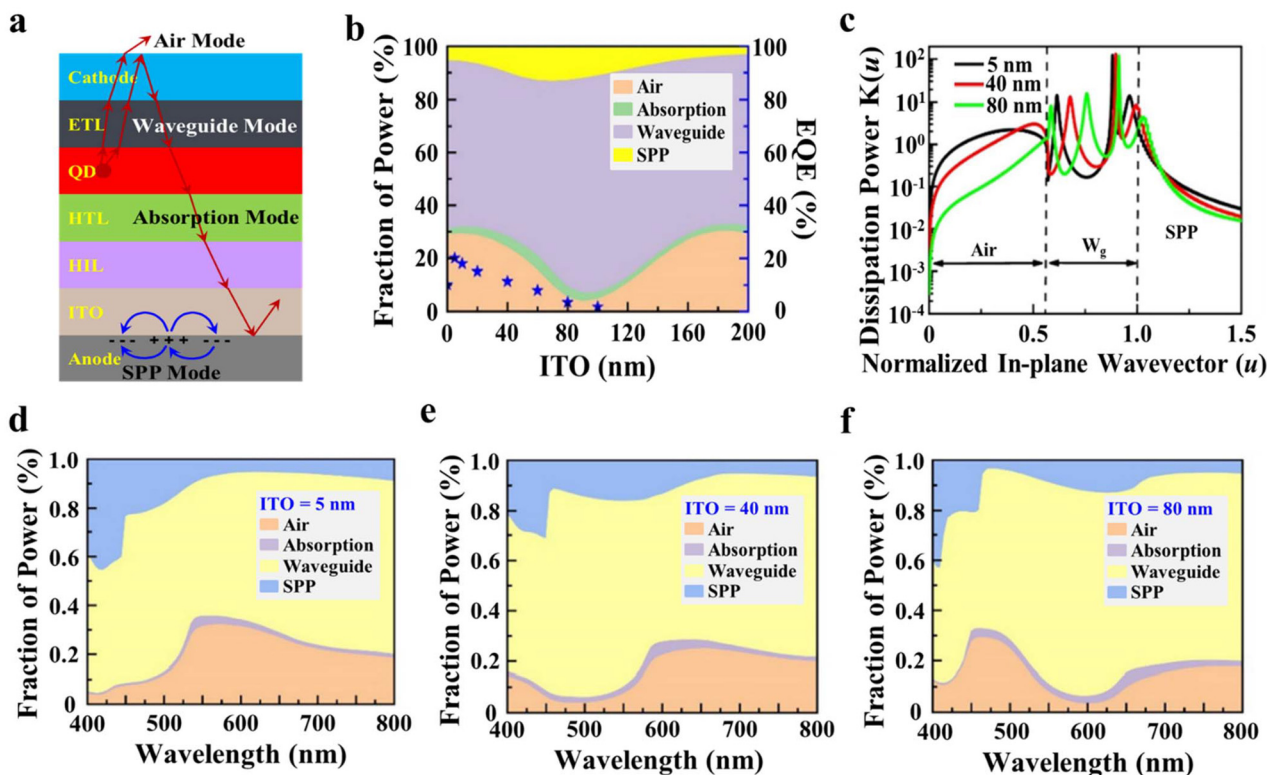 a
Air Mode
Cathode
ETL
Waveguide Mode
QD
HTL
Absorption Mode
HIL
ITO
- - - + + + - - -
Anode
SPP Mode
b
Fraction of Power (%)
100
80
60
40
20
0
Air
Absorption
Waveguide
SPP
100
80
60
40
20
0
EQE (%)
0 40 80 120 160 200
ITO (nm)
c
Dissipation Power K(u)
10²
10¹
10⁰
10⁻¹
10⁻²
10⁻³
10⁻⁴
5 nm
40 nm
80 nm
Air
Wg
SPP
0 0.5 1.0 1.5
Normalized In-plane Wavevector (u)
d
Fraction of Power (%)
1.0
0.8
0.6
0.4
0.2
0
ITO = 5 nm
Air
Absorption
Waveguide
SPP
400 500 600 700 800
Wavelength (nm)
e
Fraction of Power (%)
1.0
0.8
0.6
0.4
0.2
0
ITO = 40 nm
Air
Absorption
Waveguide
SPP
400 500 600 700 800
Wavelength (nm)
f
Fraction of Power (%)
1.0
0.8
0.6
0.4
0.2
0
ITO = 80 nm
Air
Absorption
Waveguide
SPP
400 500 600 700 800
Wavelength (nm)